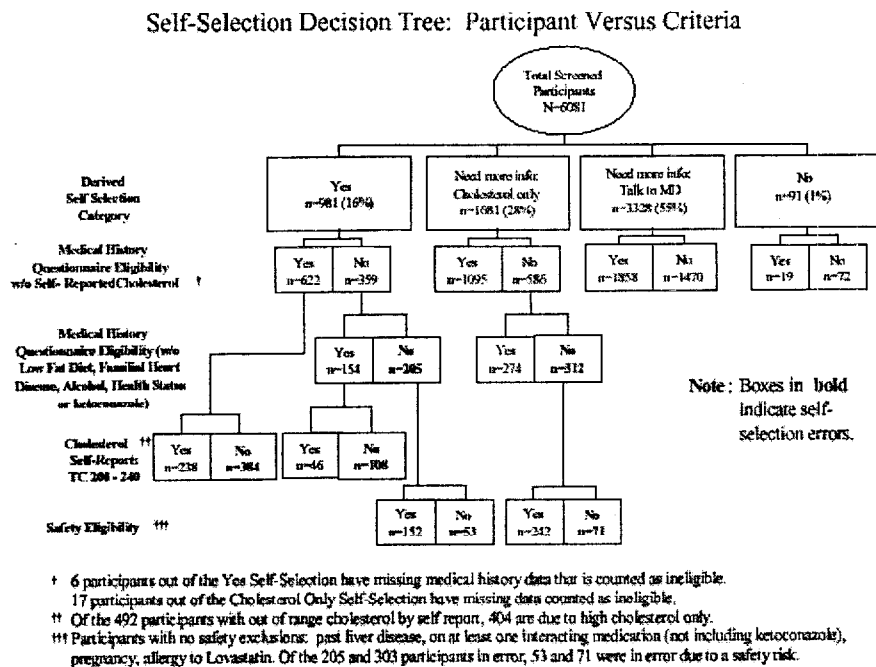 Self-Selection Decision Tree: Participant Versus Criteria
Total Screened
Participants
N=6081
Derived
Self Selection
Category
Yes
n=981 (16%)
Need more info:
Cholesterol only
n=1681 (28%)
Need more info:
Talk to MD
n=3328 (55%)
No
n=91 (1%)
Medical History
Questionnaire Eligibility
w/o Self- Reported Cholesterol †
Yes
n=622
No
n=359
Yes
n=1095
No
n=586
Yes
n=1858
No
n=1470
Yes
n=19
No
n=72
Medical History
Questionnaire Eligibility (w/o
Low Fat Diet, Familial Heart
Disease, Alcohol, Health Status
or ketoconazole)
Yes
n=154
No
n=205
Yes
n=274
No
n=312
Note: Boxes in bold
indicate self-
selection errors.
Cholesterol ††
Self-Reports
TC 200 - 240
Yes
n=238
No
n=384
Yes
n=46
No
n=108
Safety Eligibility †††
Yes
n=152
No
n=53
Yes
n=242
No
n=71
† 6 participants out of the Yes Self-Selection have missing medical history data that is counted as ineligible.
17 participants out of the Cholesterol Only Self-Selection have missing data counted as ineligible.
†† Of the 492 participants with out of range cholesterol by self report, 404 are due to high cholesterol only.
††† Participants with no safety exclusions: past liver disease, on at least one interacting medication (not including ketoconazole),
pregnancy, allergy to Lovastatin. Of the 205 and 303 participants in error, 53 and 71 were in error due to a safety risk.